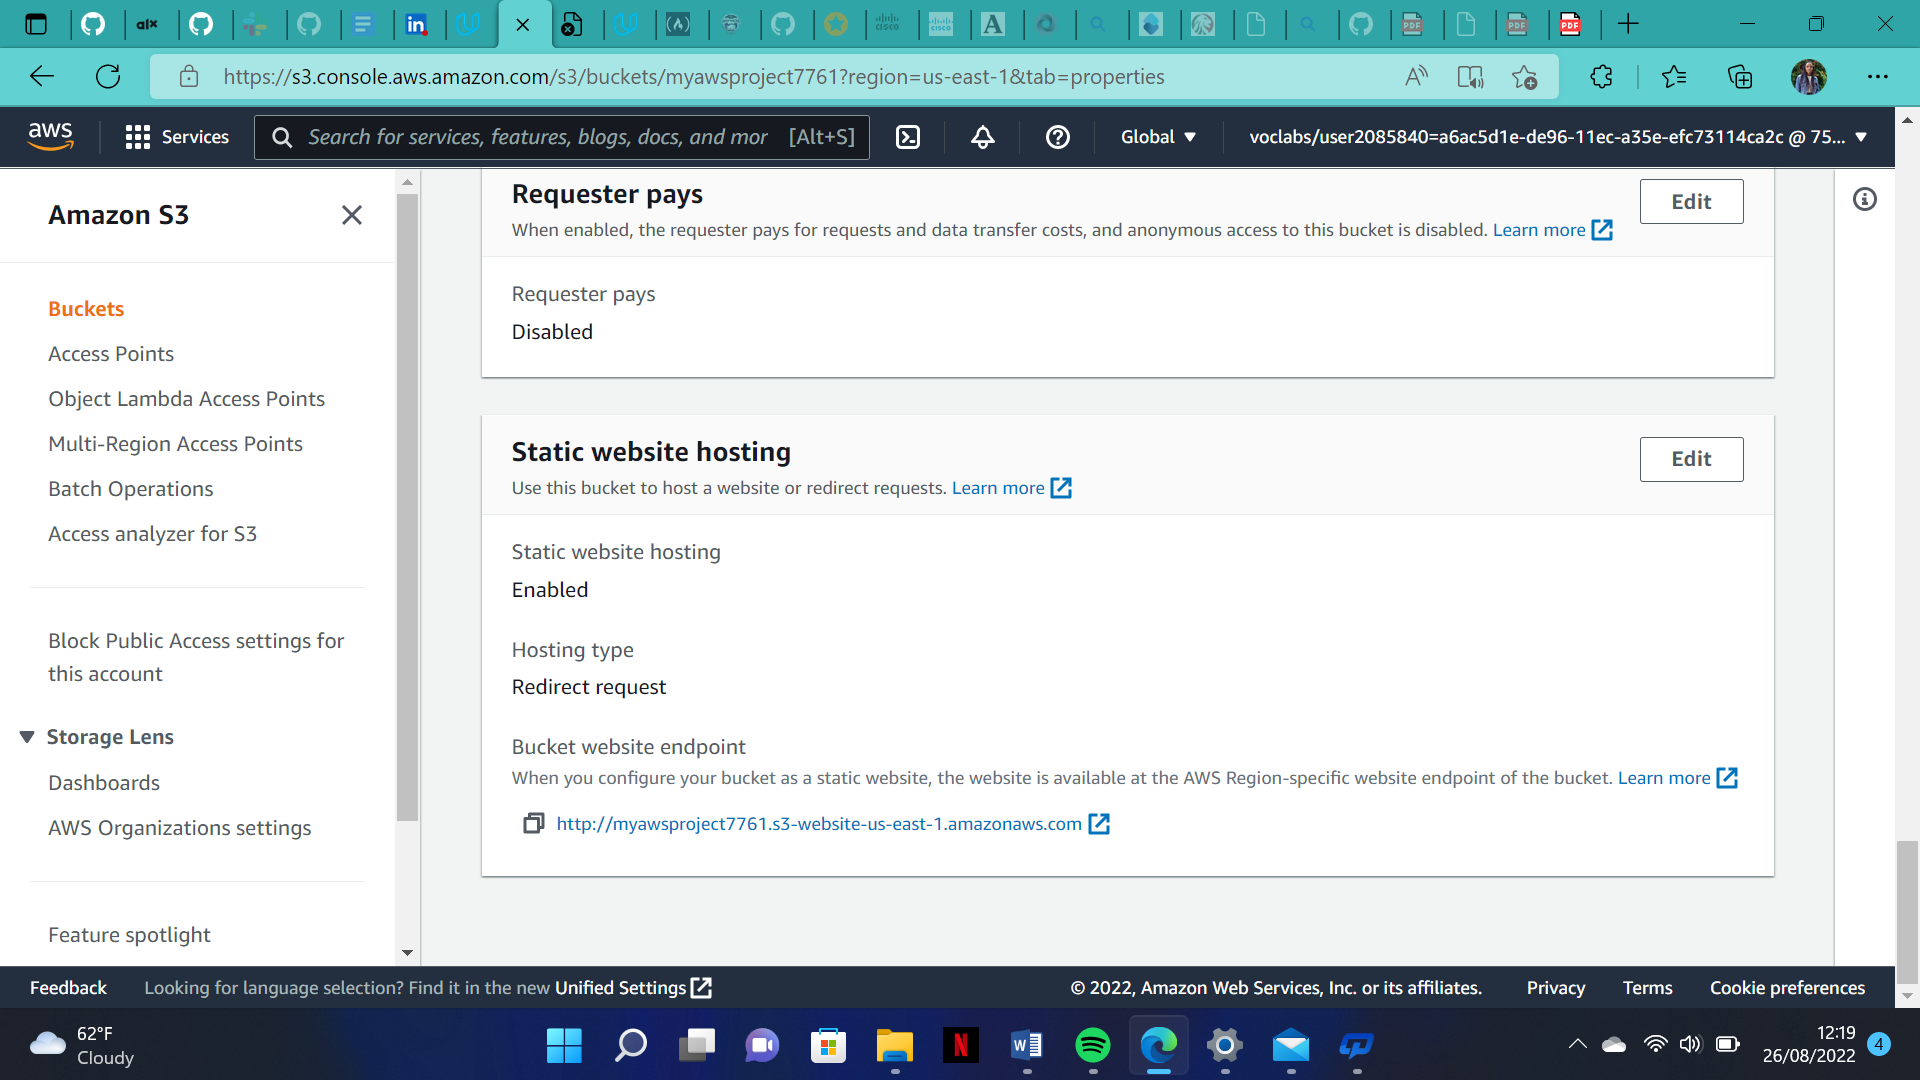 alx
in
https://s3.console.aws.amazon.com/s3/buckets/myawsproject7761?region=us-east-1&tab=properties
aws
Services
Search for services, features, blogs, docs, and mor [Alt+S]
Global
voclabs/user2085840=a6ac5d1e-de96-11ec-a35e-efc73114ca2c @ 75...
Amazon S3
Buckets
Access Points
Object Lambda Access Points
Multi-Region Access Points
Batch Operations
Access analyzer for S3
Block Public Access settings for
this account
Storage Lens
Dashboards
AWS Organizations settings
Feature spotlight
Requester pays
Edit
When enabled, the requester pays for requests and data transfer costs, and anonymous access to this bucket is disabled. Learn more
Requester pays
Disabled
Static website hosting
Edit
Use this bucket to host a website or redirect requests. Learn more
Static website hosting
Enabled
Hosting type
Redirect request
Bucket website endpoint
When you configure your bucket as a static website, the website is available at the AWS Region-specific website endpoint of the bucket. Learn more
http://myawsproject7761.s3-website-us-east-1.amazonaws.com
Feedback
Looking for language selection? Find it in the new Unified Settings
© 2022, Amazon Web Services, Inc. or its affiliates.
Privacy
Terms
Cookie preferences
62°F
Cloudy
12:19
26/08/2022
4